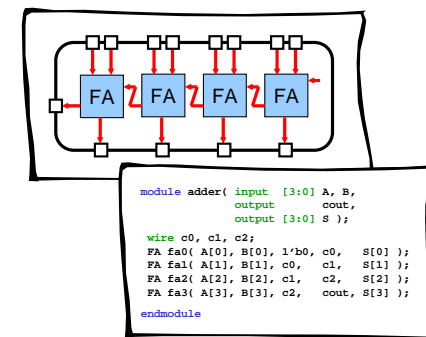 FA FA FA FA
module adder( input [3:0] A, B,
output cout,
output [3:0] S );
wire c0, c1, c2;
FA fa0( A[0], B[0], 1’b0, c0, S[0] );
FA fa1( A[1], B[1], c0, c1, S[1] );
FA fa2( A[2], B[2], c1, c2, S[2] );
FA fa3( A[3], B[3], c2, cout, S[3] );
endmodule